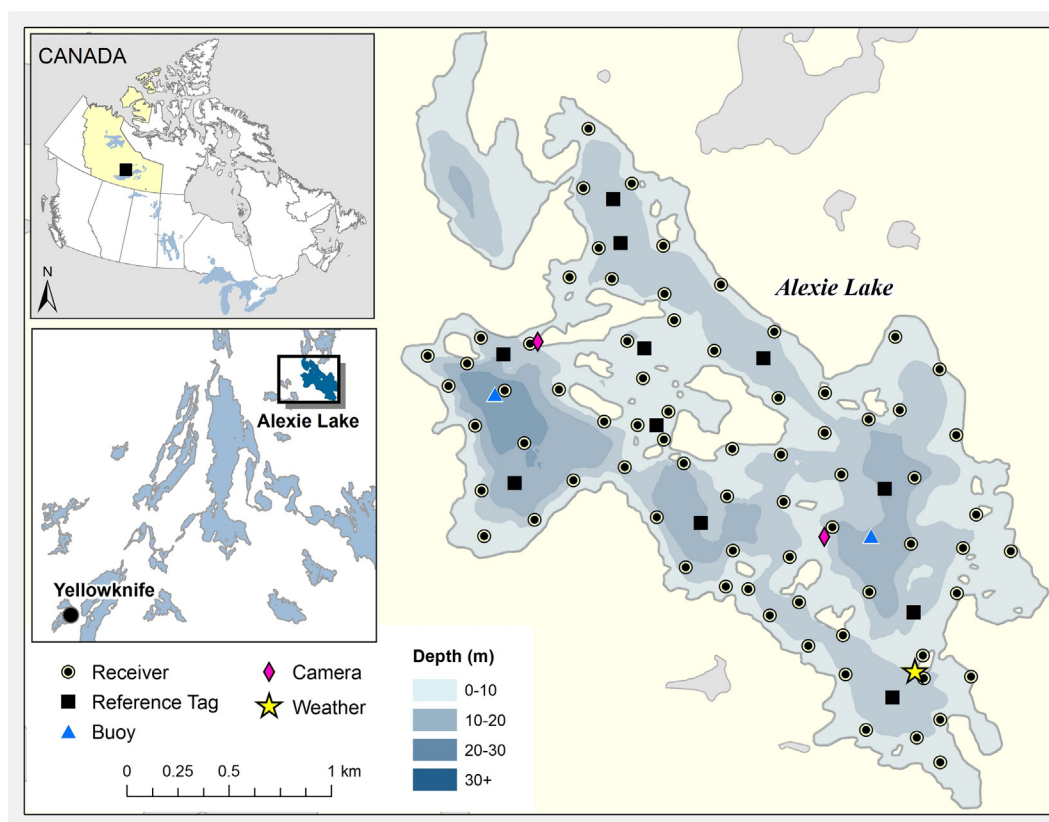 CANADA
N
Alexie Lake
Alexie Lake
Yellowknife
Receiver
Reference Tag
Buoy
Camera
Weather
0 0.25 0.5 1 km
Depth (m)
0-10
10-20
20-30
30+